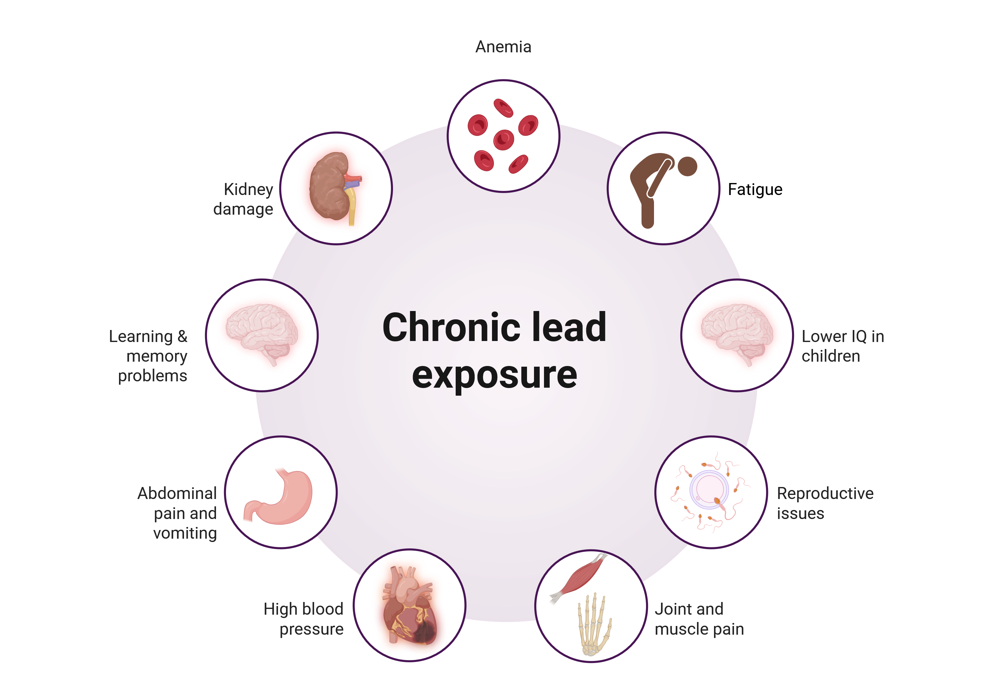 Anemia
Kidney
damage
Fatigue
Learning &
memory
problems
Chronic lead
exposure
Lower IQ in
children
Abdominal
pain and
vomiting
Reproductive
issues
High blood
pressure
Joint and
muscle pain